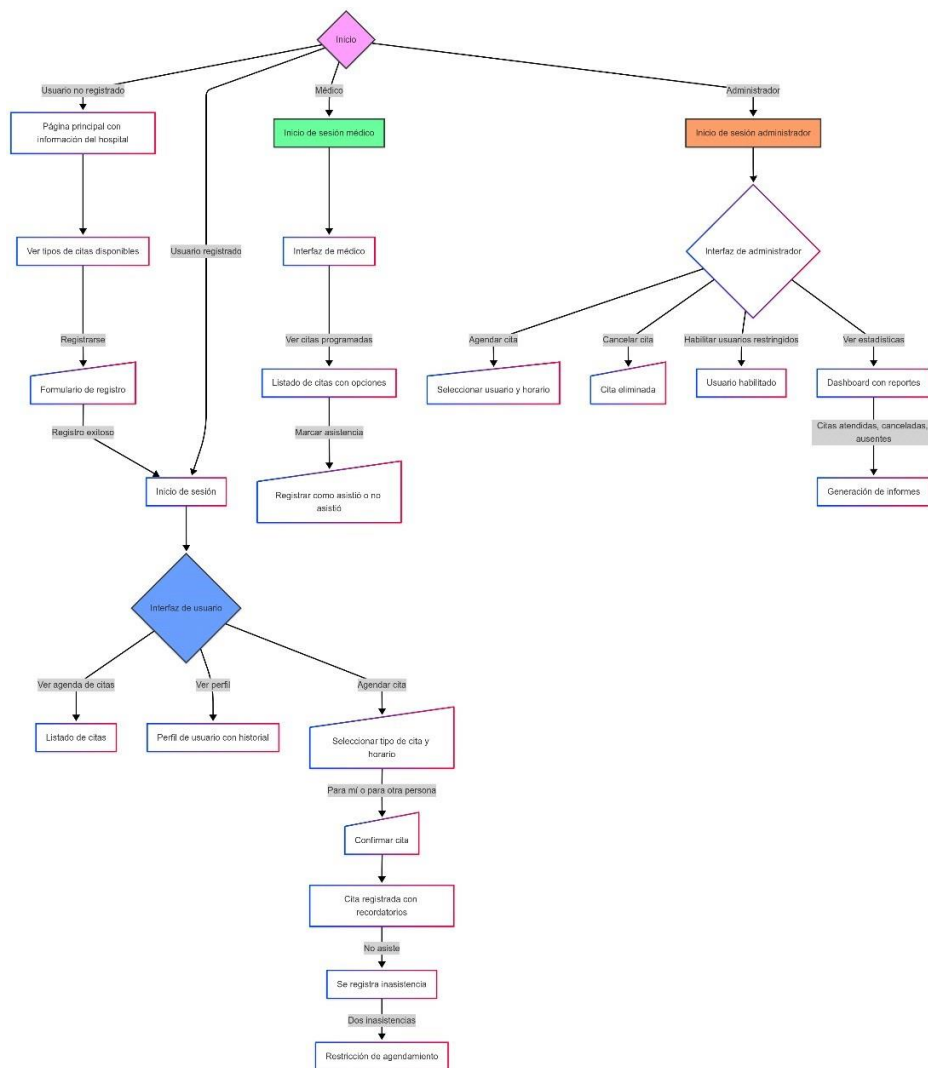 Inicio
Usuario no registrado
Médico
Administrador
Página principal con
información del hospital
Inicio de sesión médico
Inicio de sesión administrador
Ver tipos de citas disponibles
Usuario registrado
Interfaz de médico
Interfaz de administrador
Registrarse
Ver citas programadas
Agendar cita
Cancelar cita
Habilitar usuarios restringidos
Ver estadísticas
Formulario de registro
Listado de citas con opciones
Seleccionar usuario y horario
Cita eliminada
Usuario habilitado
Dashboard con reportes
Registro exitoso
Marcar asistencia
Citas atendidas, canceladas,
ausentes
Inicio de sesión
Registrar como asistió o no
asistió
Generación de informes
Interfaz de usuario
Ver agenda de citas
Ver perfil
Agendar cita
Listado de citas
Perfil de usuario con historial
Seleccionar tipo de cita y
horario
Para mí o para otra persona
Confirmar cita
Cita registrada con
recordatorios
No asiste
Se registra inasistencia
Dos inasistencias
Restricción de agendamiento